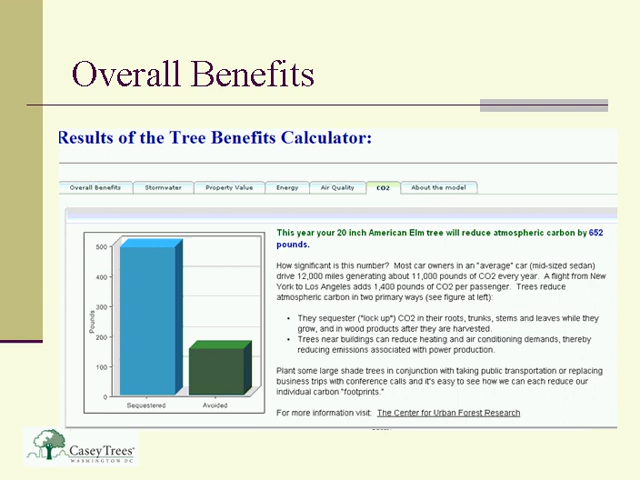 Overall Benefits
Results of the Tree Benefits Calculator:
Overall Benefits Stormwater Property Value Energy Air Quality CO2 About the model
This year your 20 inch American Elm tree will reduce atmospheric carbon by 652
pounds.
How significant is this number? Most car owners in an "average" car (mid-sized sedan)
drive 12,000 miles generating about 11,000 pounds of CO2 every year. A flight from New
York to Los Angeles adds 1,400 pounds of CO2 per passenger. Trees reduce
atmospheric carbon in two primary ways (see figure at left):
• They sequester ("lock up") CO2 in their roots, trunks, stems and leaves while they
grow, and in wood products after they are harvested.
• Trees near buildings can reduce heating and air conditioning demands, thereby
reducing emissions associated with power production.
Plant some large shade trees in conjunction with taking public transportation or replacing
business trips with conference calls and it's easy to see how we can each reduce our
individual carbon "footprints."
For more information visit: The Center for Urban Forest Research
500
400
300
200
100
0
Pounds
Sequestered Avoided
Casey Trees
WASHINGTON DC